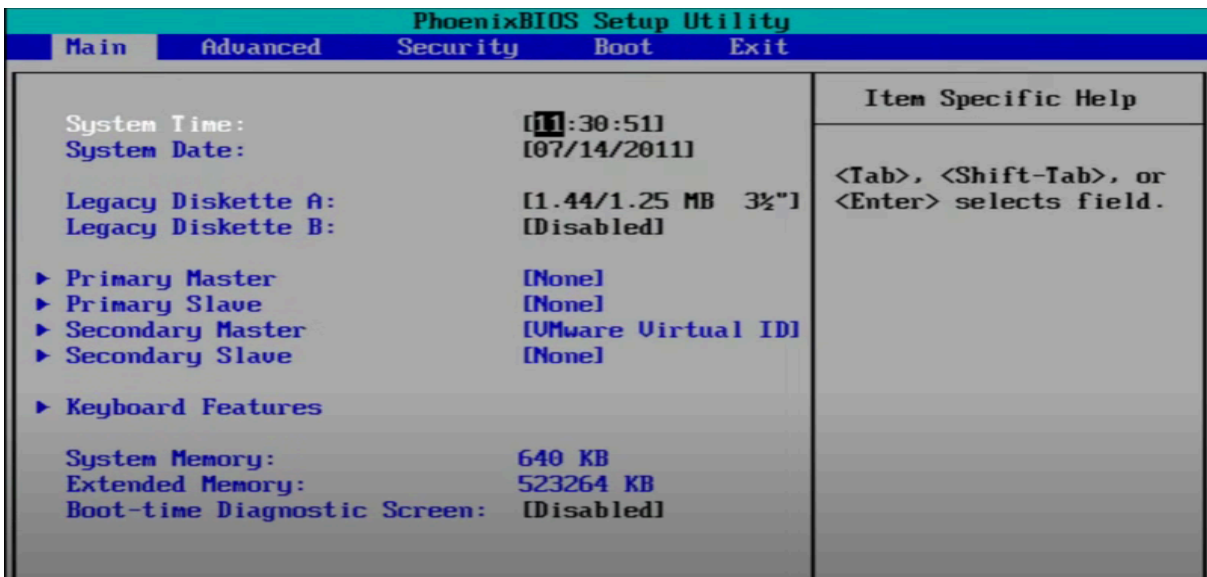 PhoenixBIOS Setup Utility
Main Advanced Security Boot Exit
Item Specific Help
System Time: [11:30:51]
System Date: [07/14/2011]
<Tab>, <Shift-Tab>, or
<Enter> selects field.
Legacy Diskette A: [1.44/1.25 MB 3½"]
Legacy Diskette B: [Disabled]
Primary Master [None]
Primary Slave [None]
Secondary Master [VMware Virtual ID]
Secondary Slave [None]
Keyboard Features
System Memory: 640 KB
Extended Memory: 523264 KB
Boot-time Diagnostic Screen: [Disabled]